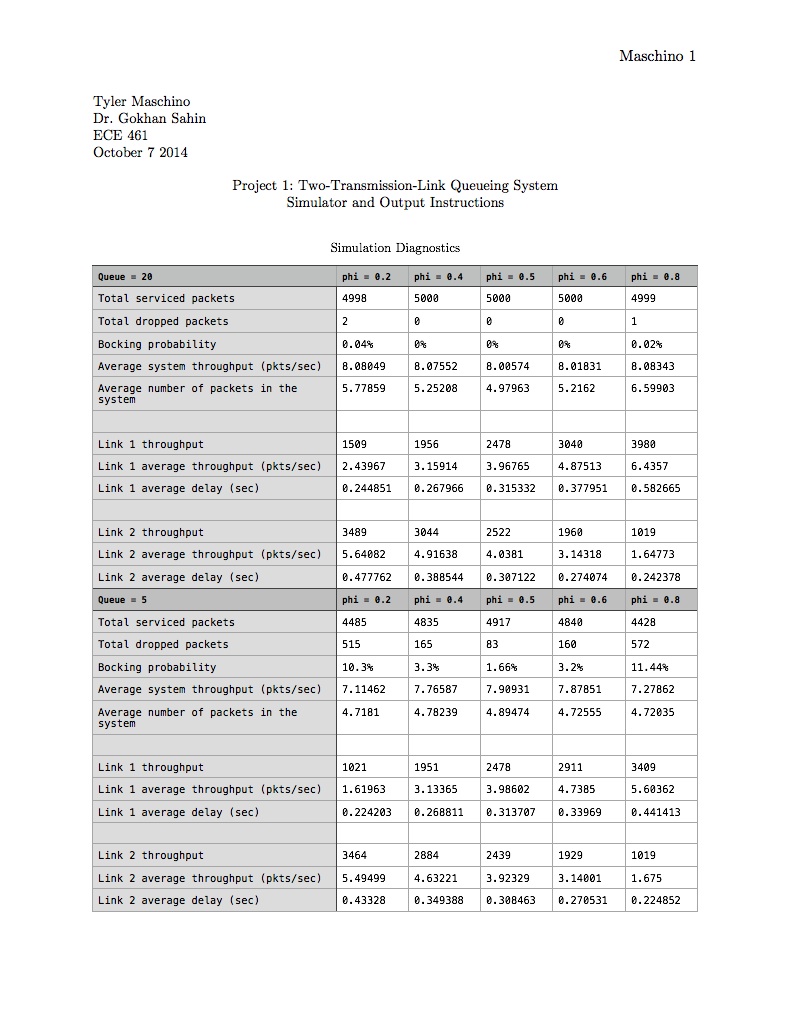 Maschino 1
Tyler Maschino
Dr. Gokhan Sahin
ECE 461
October 7 2014
Project 1: Two-Transmission-Link Queueing System
Simulator and Output Instructions
Simulation Diagnostics
Queue = 20 phi = 0.2 phi = 0.4 phi = 0.5 phi = 0.6 phi = 0.8
Total serviced packets 4998 5000 5000 5000 4999
Total dropped packets 2 0 0 0 1
Bocking probability 0.04% 0% 0% 0% 0.02%
Average system throughput (pkts/sec) 8.08049 8.07552 8.00574 8.01831 8.08343
Average number of packets in the 5.77859 5.25208 4.97963 5.2162 6.59903
system
Link 1 throughput 1509 1956 2478 3040 3980
Link 1 average throughput (pkts/sec) 2.43967 3.15914 3.96765 4.87513 6.4357
Link 1 average delay (sec) 0.244851 0.267966 0.315332 0.377951 0.582665
Link 2 throughput 3489 3044 2522 1960 1019
Link 2 average throughput (pkts/sec) 5.64082 4.91638 4.0381 3.14318 1.64773
Link 2 average delay (sec) 0.477762 0.388544 0.307122 0.274074 0.242378
Queue = 5 phi = 0.2 phi = 0.4 phi = 0.5 phi = 0.6 phi = 0.8
Total serviced packets 4485 4835 4917 4840 4428
Total dropped packets 515 165 83 160 572
Bocking probability 10.3% 3.3% 1.66% 3.2% 11.44%
Average system throughput (pkts/sec) 7.11462 7.76587 7.90931 7.87851 7.27862
Average number of packets in the 4.7181 4.78239 4.89474 4.72555 4.72035
system
Link 1 throughput 1021 1951 2478 2911 3409
Link 1 average throughput (pkts/sec) 1.61963 3.13365 3.98602 4.7385 5.60362
Link 1 average delay (sec) 0.224203 0.268811 0.313707 0.33969 0.441413
Link 2 throughput 3464 2884 2439 1929 1019
Link 2 average throughput (pkts/sec) 5.49499 4.63221 3.92329 3.14001 1.675
Link 2 average delay (sec) 0.43328 0.349388 0.308463 0.270531 0.224852